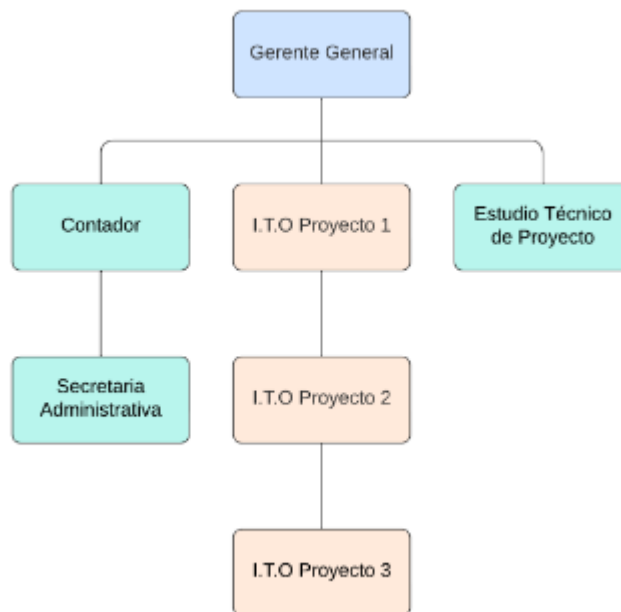 Gerente General
Contador
I.T.O Proyecto 1
Estudio Técnico
de Proyecto
Secretaria
Administrativa
I.T.O Proyecto 2
I.T.O Proyecto 3